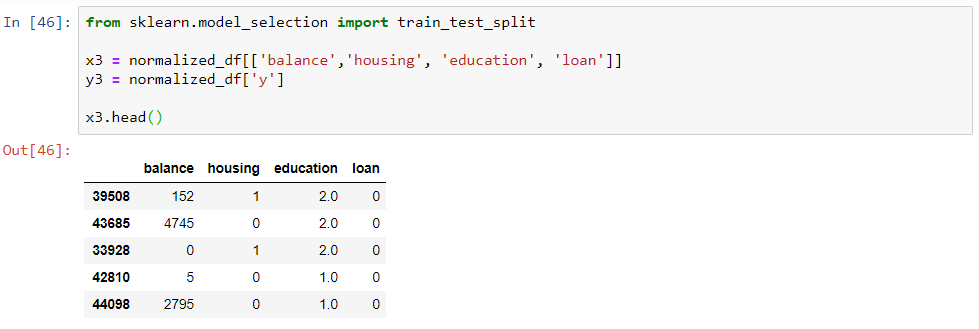 In [46]: from sklearn.model_selection import train_test_split
x3 = normalized_df[['balance','housing', 'education', 'loan']]
y3 = normalized_df['y']
x3.head()
Out[46]:
balance housing education loan
39508 152 1 2.0 0
43685 4745 0 2.0 0
33928 0 1 2.0 0
42810 5 0 1.0 0
44098 2795 0 1.0 0